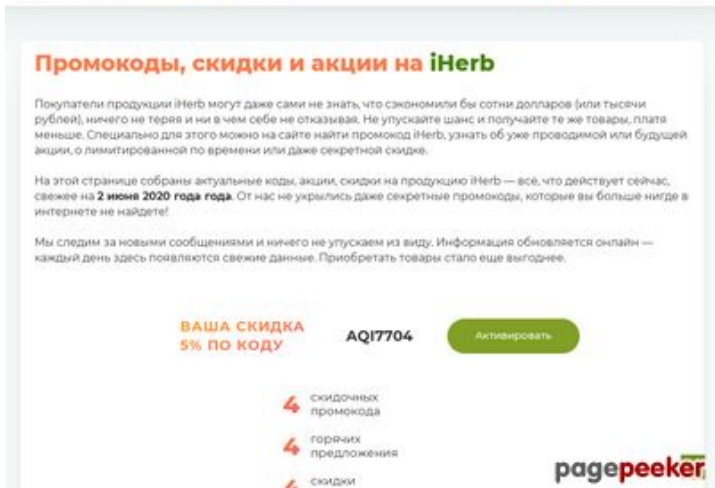 Промокоды, скидки и акции на iHerb
Покупатели продукции iHerb могут даже сами не знать, что сэкономили бы сотни долларов (или тысячи
рублей), ничего не теряя и ни в чем себе не отказывая. Не упускайте шанс и получайте те же товары, платя
меньше. Специально для этого можно на сайте найти промокод iHerb, узнать об уже проводимой или будущей
акции, о лимитированной по времени или даже секретной скидке.
На этой странице собраны актуальные коды, акции, скидки на продукцию iHerb — всё, что действует сейчас,
свежее на 2 июня 2020 года года. От нас не укрылись даже секретные промокоды, которые вы больше нигде в
интернете не найдете!
Мы следим за новыми сообщениями и ничего не упускаем из виду. Информация обновляется онлайн —
каждый день здесь появляются свежие данные. Приобретать товары стало еще выгоднее.
ВАША СКИДКА
5% ПО КОДУ
AQI7704
Активировать
4 скидочных
промокода
4 горячих
предложения
4 скидки
pagepeeker